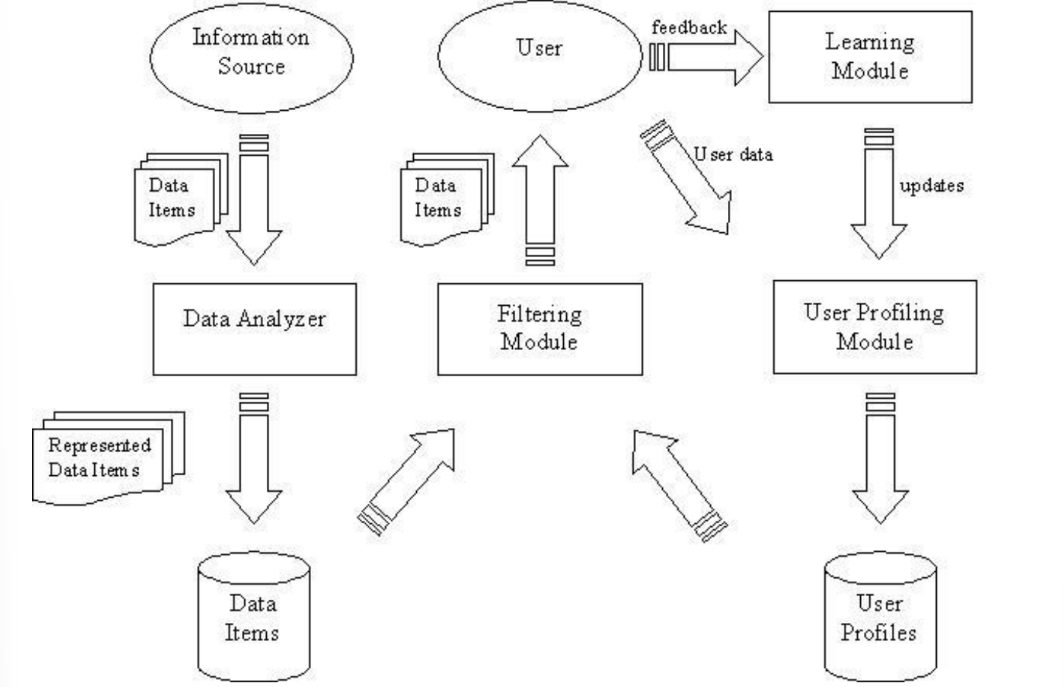 Information
Source
User
feedback
Learning
Module
Data
Items
Data
Items
User data
updates
Data Analyzer
Filtering
Module
User Profiling
Module
Represented
Data Items
Data
Items
User
Profiles